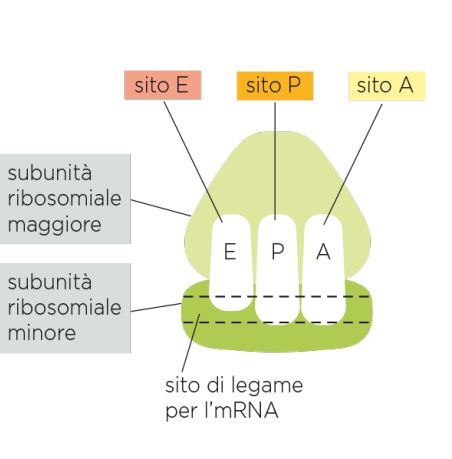 sito E
sito P
sito A
subunità
ribosomiale
maggiore
E
P
A
subunità
ribosomiale
minore
sito di legame
per l'mRNA